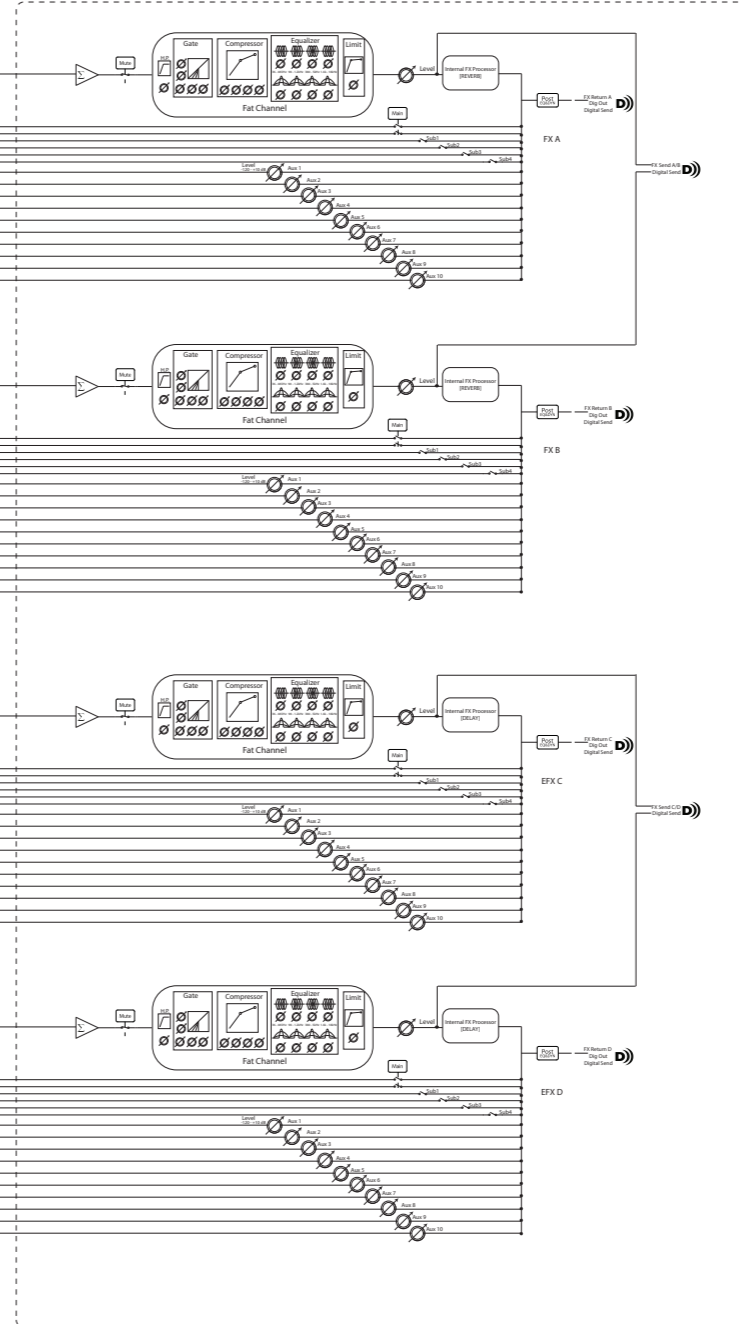 Mute
H.P.
Gate
Compressor
Equalizer
Limit
Fat Channel
Σ
Level
Internal FX Processor
[REVERB]
Post
FX Return A
Dig Out
Digital Send
FX A
Main
Sub1
Sub2
Sub3
Sub4
Level
Aux 1
Aux 2
Aux 3
Aux 4
Aux 5
Aux 6
Aux 7
Aux 8
Aux 9
Aux 10
FX Send A/B
Digital Send
Mute
H.P.
Gate
Compressor
Equalizer
Limit
Fat Channel
Σ
Level
Internal FX Processor
[REVERB]
Post
FX Return B
Dig Out
Digital Send
FX B
Main
Sub1
Sub2
Sub3
Sub4
Level
Aux 1
Aux 2
Aux 3
Aux 4
Aux 5
Aux 6
Aux 7
Aux 8
Aux 9
Aux 10
Mute
H.P.
Gate
Compressor
Equalizer
Limit
Fat Channel
Σ
Level
Internal FX Processor
[DELAY]
Post
FX Return C
Dig Out
Digital Send
EFX C
Main
Sub1
Sub2
Sub3
Sub4
Level
Aux 1
Aux 2
Aux 3
Aux 4
Aux 5
Aux 6
Aux 7
Aux 8
Aux 9
Aux 10
FX Send C/D
Digital Send
Mute
H.P.
Gate
Compressor
Equalizer
Limit
Fat Channel
Σ
Level
Internal FX Processor
[DELAY]
Post
FX Return D
Dig Out
Digital Send
EFX D
Main
Sub1
Sub2
Sub3
Sub4
Level
Aux 1
Aux 2
Aux 3
Aux 4
Aux 5
Aux 6
Aux 7
Aux 8
Aux 9
Aux 10